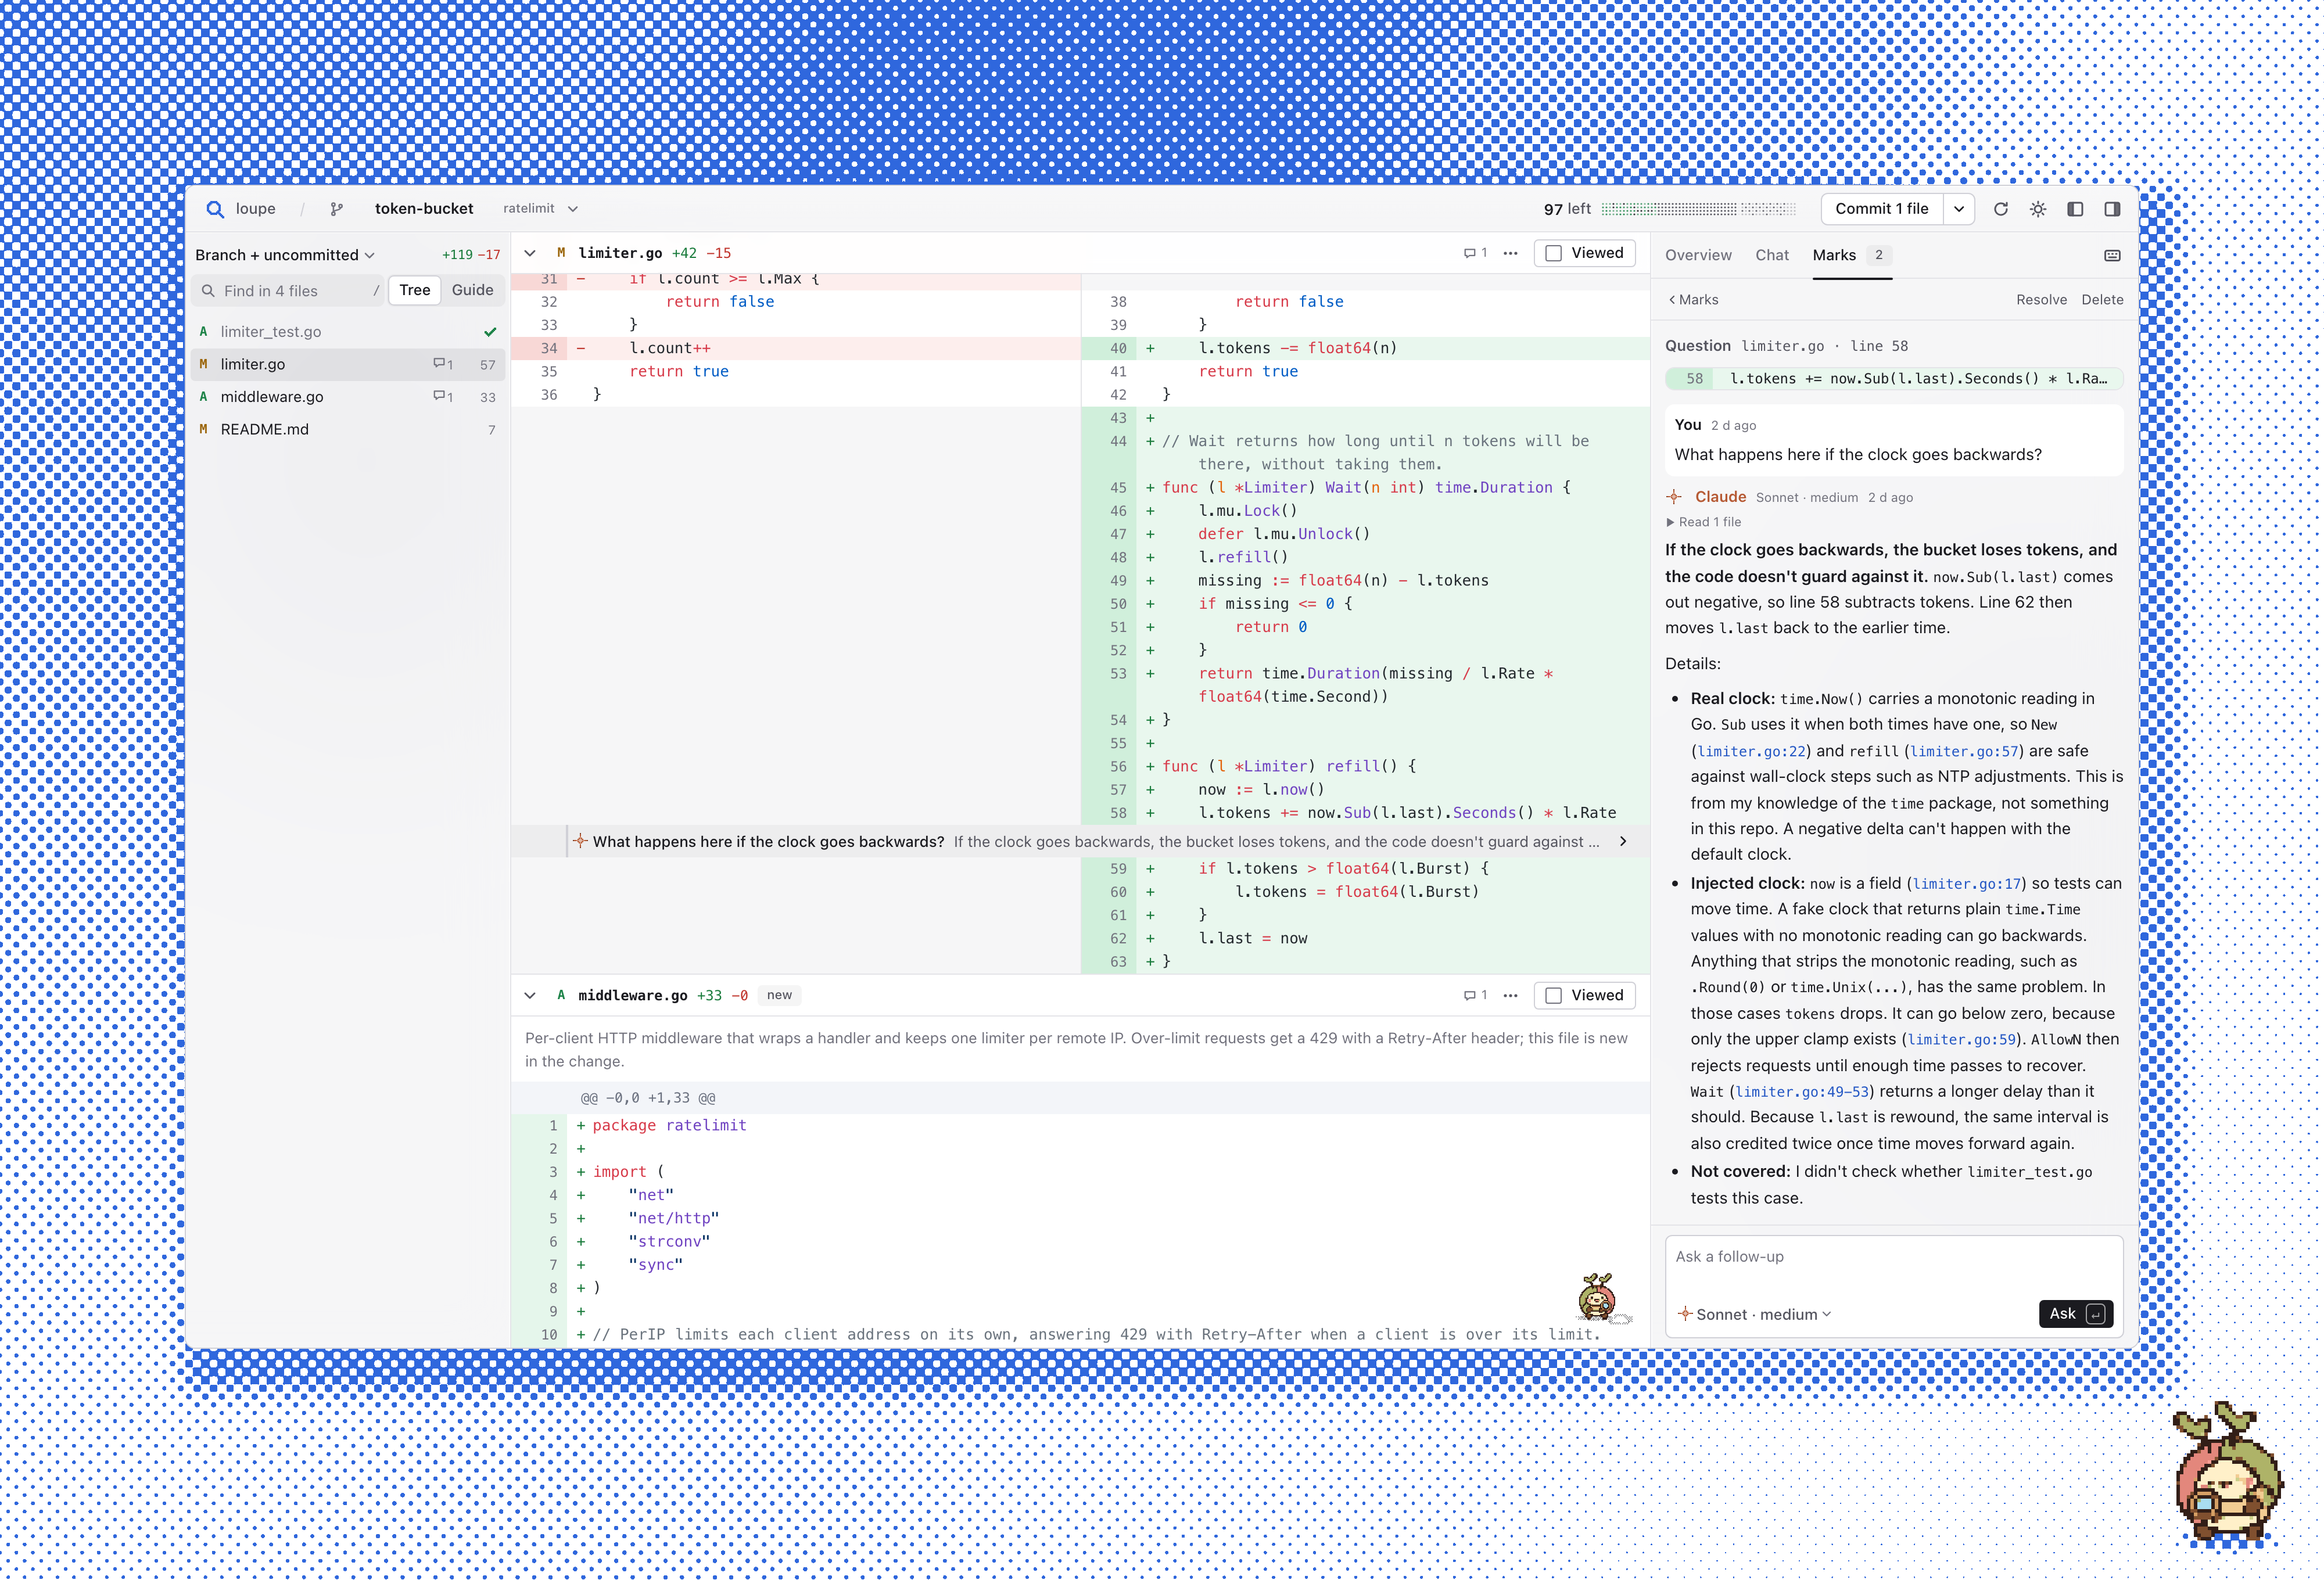 loupe / token-bucket ratelimit
97 left
Commit 1 file
Branch + uncommitted +119 −17
Find in 4 files / Tree Guide
A limiter_test.go
M limiter.go 1 57
A middleware.go 1 33
M README.md 7
M limiter.go +42 −15 1 ••• Viewed
31 − if l.count >= l.Max {
32 return false
33 }
34 − l.count++
35 return true
36 }
38 return false
39 }
40 + l.tokens −= float64(n)
41 return true
42 }
43 +
44 + // Wait returns how long until n tokens will be
there, without taking them.
45 + func (l *Limiter) Wait(n int) time.Duration {
46 + l.mu.Lock()
47 + defer l.mu.Unlock()
48 + l.refill()
49 + missing := float64(n) − l.tokens
50 + if missing <= 0 {
51 + return 0
52 + }
53 + return time.Duration(missing / l.Rate *
float64(time.Second))
54 + }
55 +
56 + func (l *Limiter) refill() {
57 + now := l.now()
58 + l.tokens += now.Sub(l.last).Seconds() * l.Rate
What happens here if the clock goes backwards? If the clock goes backwards, the bucket loses tokens, and the code doesn't guard against ...
59 + if l.tokens > float64(l.Burst) {
60 + l.tokens = float64(l.Burst)
61 + }
62 + l.last = now
63 + }
A middleware.go +33 −0 new 1 ••• Viewed
Per-client HTTP middleware that wraps a handler and keeps one limiter per remote IP. Over-limit requests get a 429 with a Retry-After header; this file is new
in the change.
@@ −0,0 +1,33 @@
1 + package ratelimit
2 +
3 + import (
4 + "net"
5 + "net/http"
6 + "strconv"
7 + "sync"
8 + )
9 +
10 + // PerIP limits each client address on its own, answering 429 with Retry−After when a client is over its limit.
Overview Chat Marks 2
Marks Resolve Delete
Question limiter.go · line 58
58 l.tokens += now.Sub(l.last).Seconds() * l.Ra…
You 2 d ago
What happens here if the clock goes backwards?
Claude Sonnet · medium 2 d ago
Read 1 file
If the clock goes backwards, the bucket loses tokens, and
the code doesn't guard against it. now.Sub(l.last) comes
out negative, so line 58 subtracts tokens. Line 62 then
moves l.last back to the earlier time.
Details:
• Real clock: time.Now() carries a monotonic reading in
Go. Sub uses it when both times have one, so New
(limiter.go:22) and refill (limiter.go:57) are safe
against wall-clock steps such as NTP adjustments. This is
from my knowledge of the time package, not something
in this repo. A negative delta can't happen with the
default clock.
• Injected clock: now is a field (limiter.go:17) so tests can
move time. A fake clock that returns plain time.Time
values with no monotonic reading can go backwards.
Anything that strips the monotonic reading, such as
.Round(0) or time.Unix(...), has the same problem. In
those cases tokens drops. It can go below zero, because
only the upper clamp exists (limiter.go:59). AllowN then
rejects requests until enough time passes to recover.
Wait (limiter.go:49−53) returns a longer delay than it
should. Because l.last is rewound, the same interval is
also credited twice once time moves forward again.
• Not covered: I didn't check whether limiter_test.go
tests this case.
Ask a follow-up
Sonnet · medium
Ask